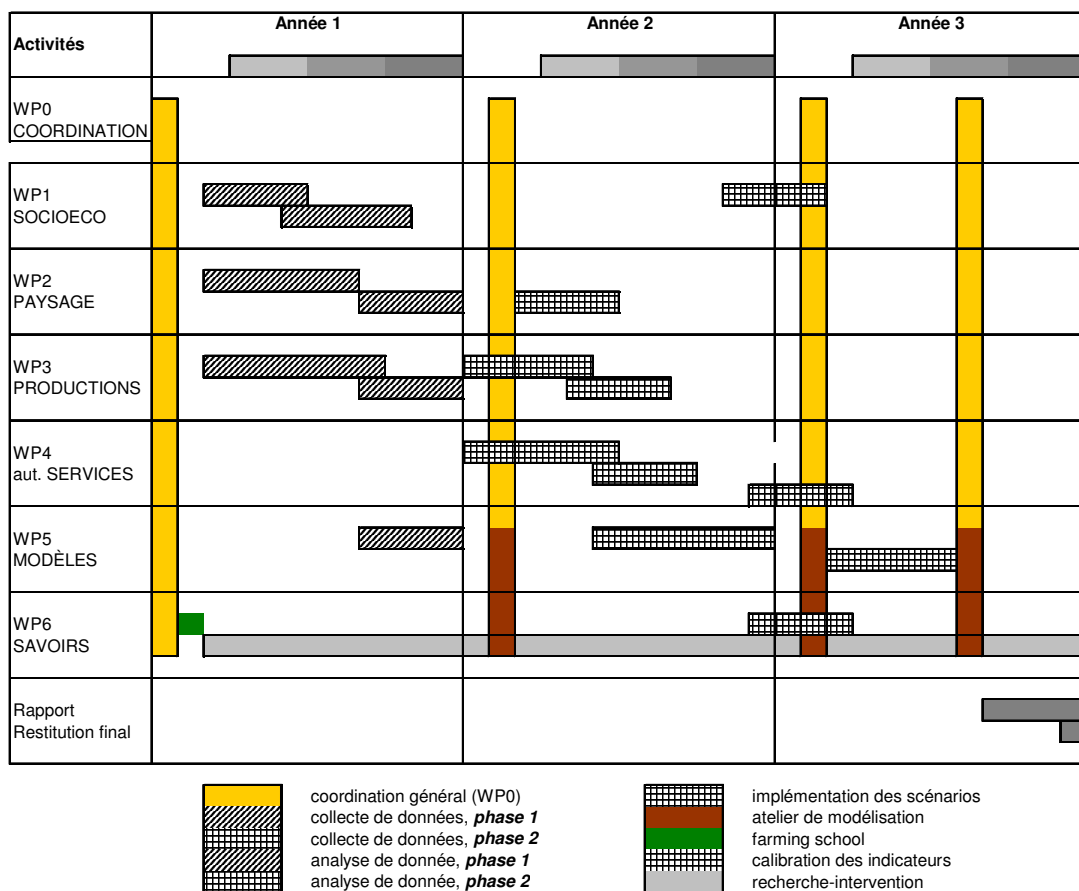 Activités
Année 1
Année 2
Année 3
WP0
COORDINATION
WP1
SOCIOECO
WP2
PAYSAGE
WP3
PRODUCTIONS
WP4
aut. SERVICES
WP5
MODÈLES
WP6
SAVOIRS
Rapport
Restitution final
coordination général (WP0)
collecte de données, phase 1
collecte de données, phase 2
analyse de donnée, phase 1
analyse de donnée, phase 2
implémentation des scénarios
atelier de modélisation
farming school
calibration des indicateurs
recherche-intervention